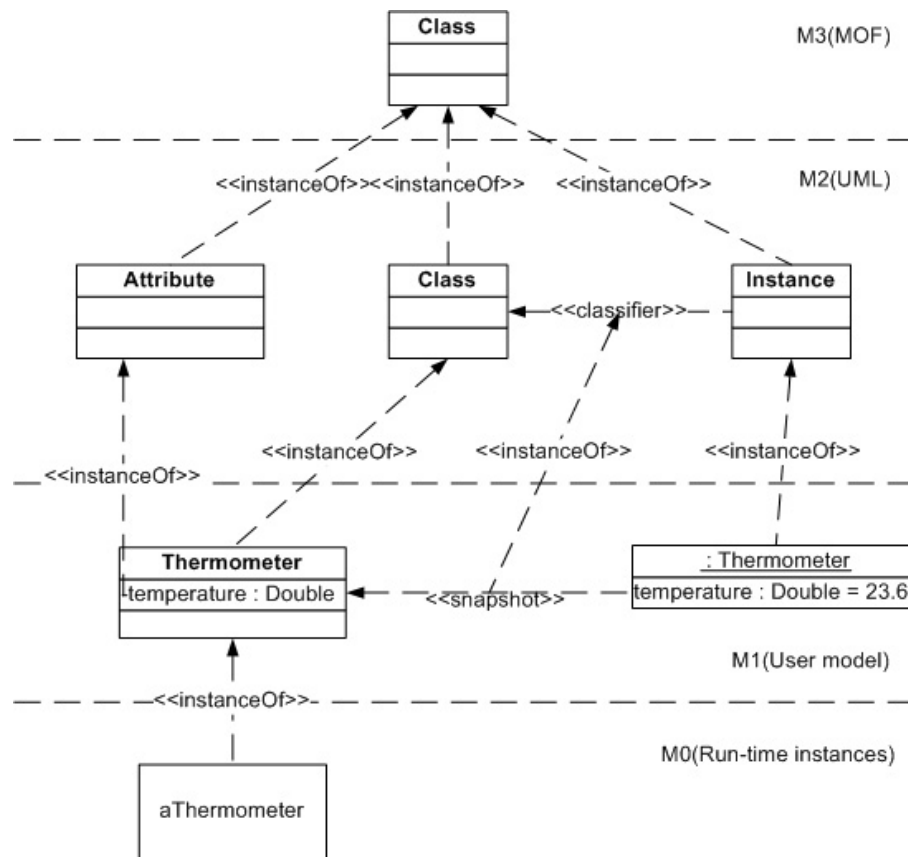 Class
M3(MOF)
<<instanceOf>>
<<instanceOf>>
<<instanceOf>>
M2(UML)
Attribute
Class
Instance
<<classifier>>
<<instanceOf>>
<<instanceOf>>
<<instanceOf>>
<<instanceOf>>
Thermometer
-temperature : Double
<<snapshot>>
: Thermometer
temperature : Double = 23.6
M1(User model)
<<instanceOf>>
M0(Run-time instances)
aThermometer